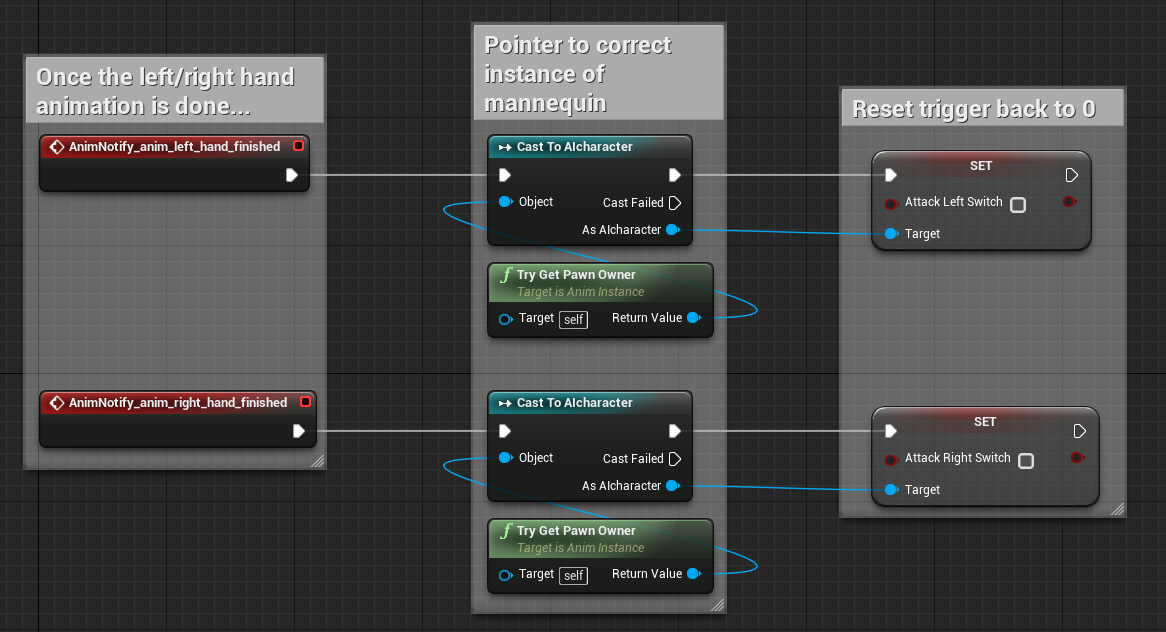 Once the left/right hand
animation is done...
AnimNotify_anim_left_hand_finished
AnimNotify_anim_right_hand_finished
Pointer to correct
instance of
mannequin
Cast To AIcharacter
Object
Cast Failed
As AIcharacter
f Try Get Pawn Owner
Target is Anim Instance
Target self
Return Value
Cast To AIcharacter
Object
Cast Failed
As AIcharacter
f Try Get Pawn Owner
Target is Anim Instance
Target self
Return Value
Reset trigger back to 0
SET
Attack Left Switch
Target
SET
Attack Right Switch
Target